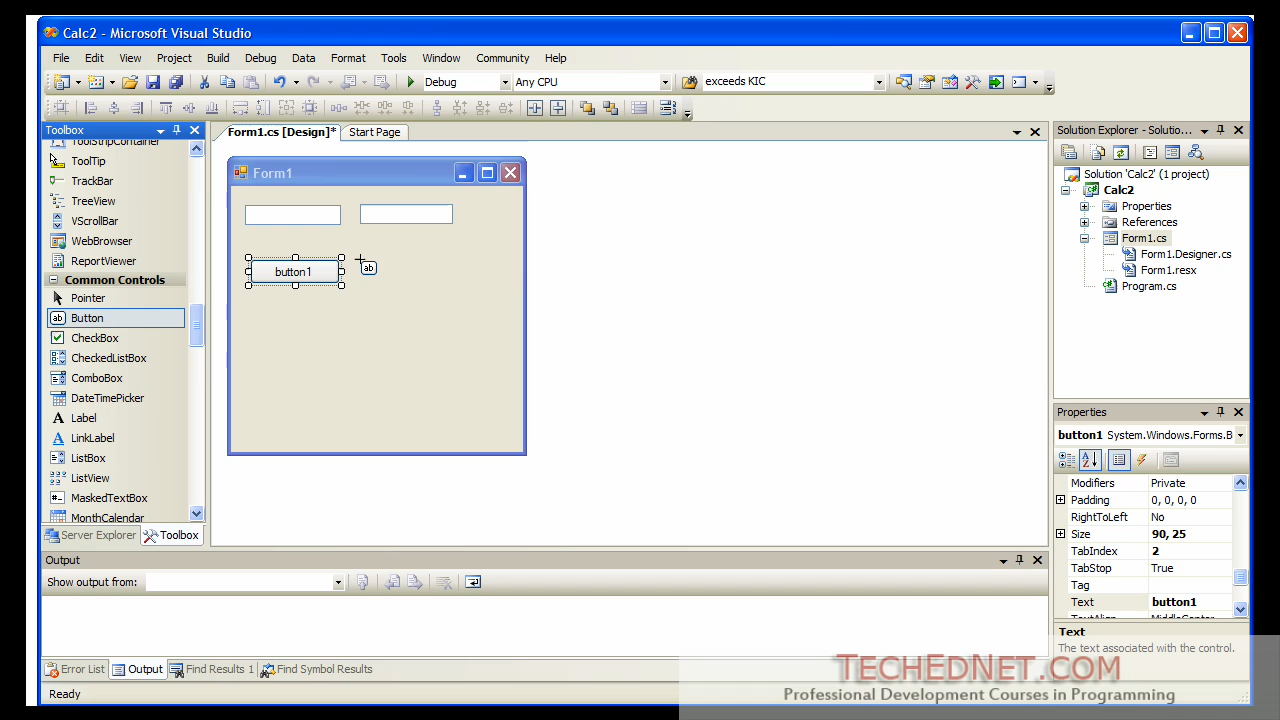 Calc2 - Microsoft Visual Studio
File Edit View Project Build Debug Data Format Tools Window Community Help
Debug Any CPU exceeds KIC
Toolbox
ToolStripContainer
ToolTip
TrackBar
TreeView
VScrollBar
WebBrowser
ReportViewer
Common Controls
Pointer
ab Button
CheckBox
CheckedListBox
ComboBox
DateTimePicker
A Label
A LinkLabel
ListBox
ListView
MaskedTextBox
MonthCalendar
Server Explorer Toolbox
Form1.cs [Design]* Start Page
Form1
button1
ab
Solution Explorer - Solutio...
Solution 'Calc2' (1 project)
Calc2
Properties
References
Form1.cs
Form1.Designer.cs
Form1.resx
Program.cs
Properties
button1 System.Windows.Forms.B
Modifiers Private
Padding 0, 0, 0, 0
RightToLeft No
Size 90, 25
TabIndex 2
TabStop True
Tag
Text button1
TextAlign MiddleCenter
Text
The text associated with the control.
Output
Show output from:
Error List Output Find Results 1 Find Symbol Results
Ready
TECHEDNET.COM
Professional Development Courses in Programming